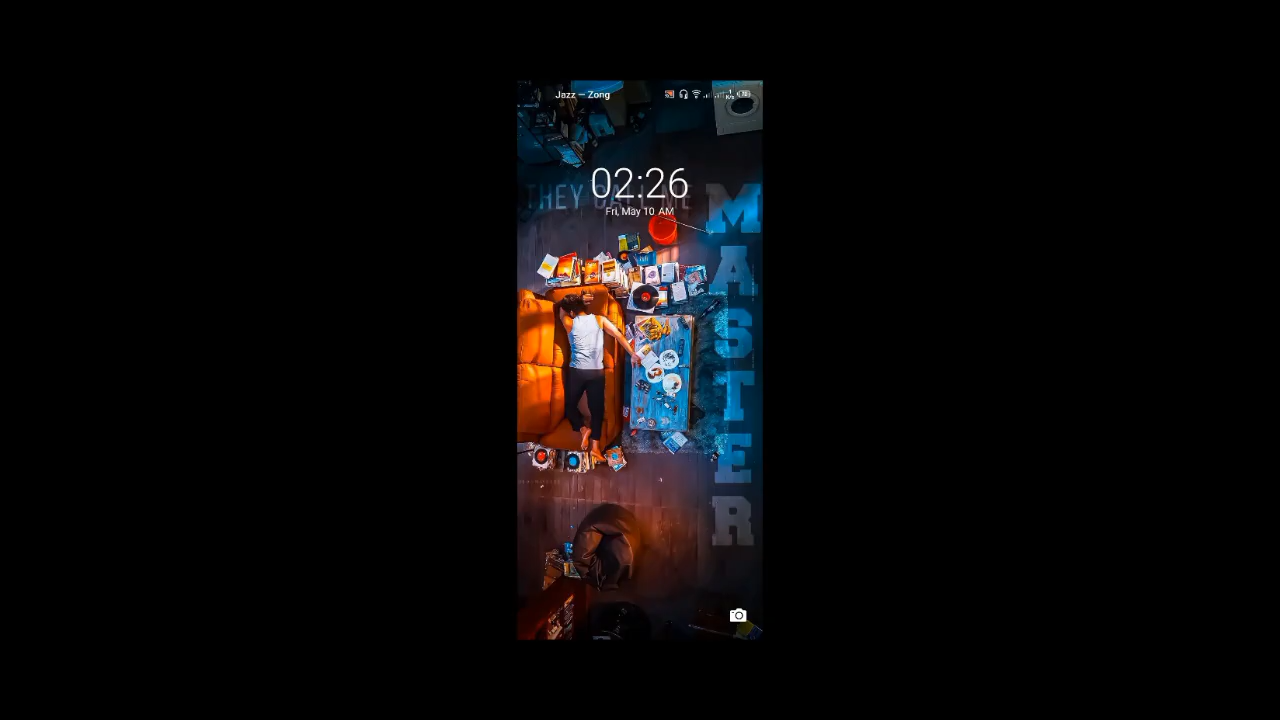 Jazz — Zong
02:26
THEY CALL ME
Fri, May 10 AM
MASTER